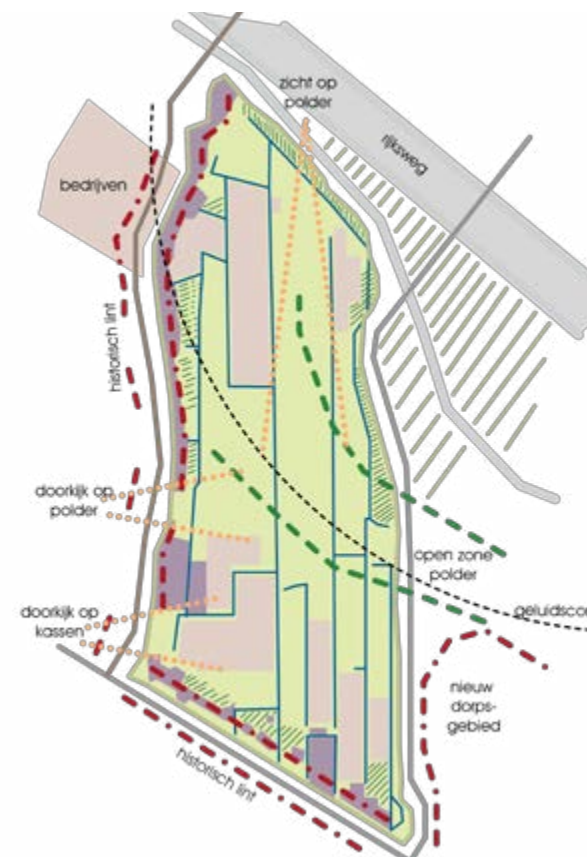 zicht op
polder
rijksweg
bedrijven
historisch lint
doorkijk op
polder
open zone
polder
geluidscon
doorkijk op
kassen
nieuw
dorps-
gebied
historisch lint